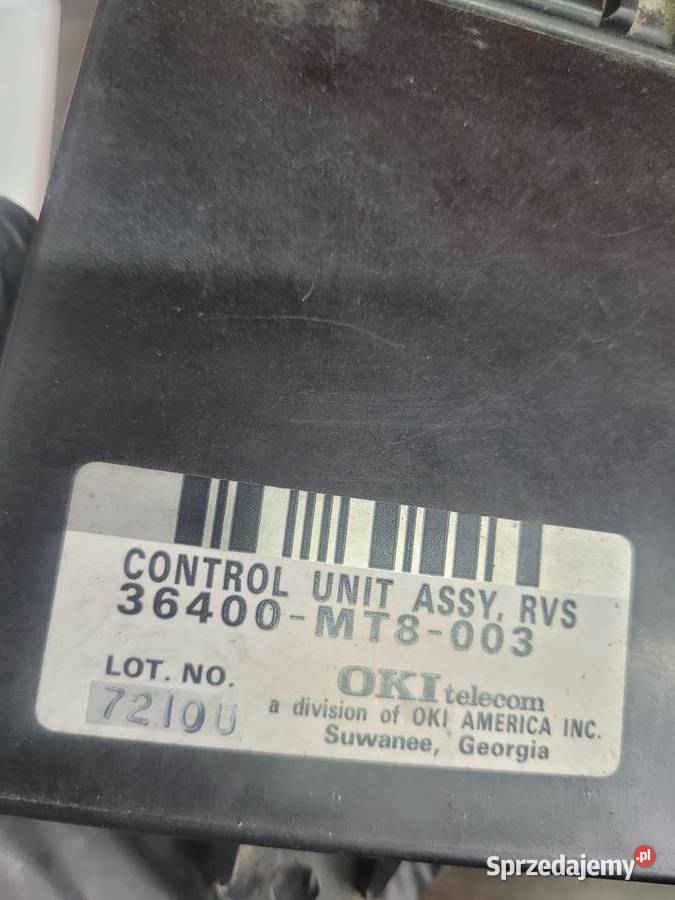 CONTROL UNIT ASSY, RVS
36400-MT8-003
LOT. NO.
7210U
OKI telecom
a division of OKI AMERICA INC.
Suwanee, Georgia
Sprzedajemy.pl